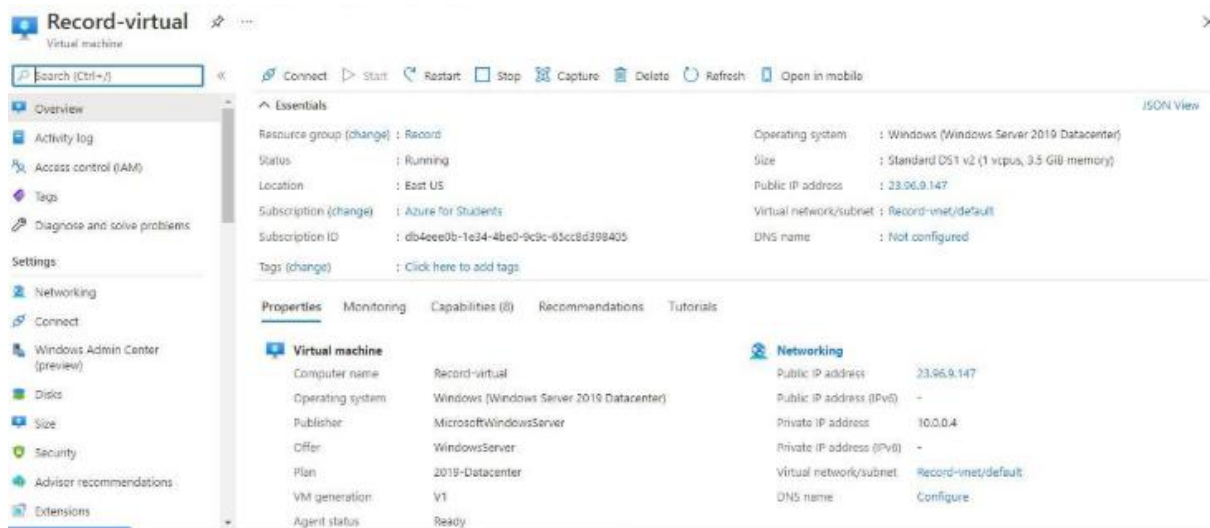 Record-virtual
Virtual machine
Search (Ctrl+/)
Overview
Activity log
Access control (IAM)
Tags
Diagnose and solve problems
Settings
Networking
Connect
Windows Admin Center
(preview)
Disks
Size
Security
Advisor recommendations
Extensions
Connect Start Restart Stop Capture Delete Refresh Open in mobile
Essentials
JSON View
Resource group (change) : Record
Status : Running
Location : East US
Subscription (change) : Azure for Students
Subscription ID : db4eee0b-1e34-4be0-9c9c-65cc8d398405
Tags (change) : Click here to add tags
Operating system : Windows (Windows Server 2019 Datacenter)
Size : Standard DS1 v2 (1 vcpus, 3.5 GiB memory)
Public IP address : 23.96.9.147
Virtual network/subnet : Record-vnet/default
DNS name : Not configured
Properties Monitoring Capabilities (8) Recommendations Tutorials
Virtual machine
Computer name Record-virtual
Operating system Windows (Windows Server 2019 Datacenter)
Publisher MicrosoftWindowsServer
Offer WindowsServer
Plan 2019-Datacenter
VM generation V1
Agent status Ready
Networking
Public IP address 23.96.9.147
Public IP address (IPv6) -
Private IP address 10.0.0.4
Private IP address (IPv6) -
Virtual network/subnet Record-vnet/default
DNS name Configure